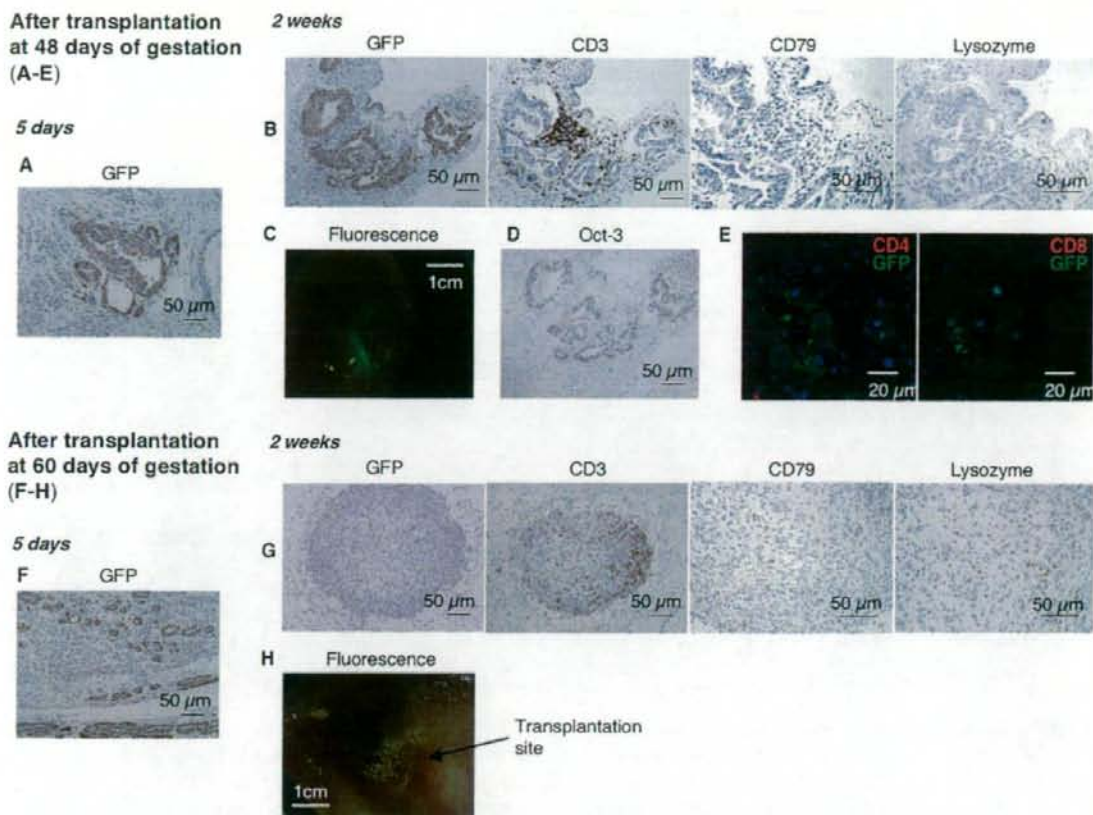 After transplantation
at 48 days of gestation
(A-E)
2 weeks
GFP
CD3
CD79
Lysozyme
B
50 μm
50 μm
50 μm
50 μm
5 days
A
GFP
50 μm
C
Fluorescence
1cm
D
Oct-3
50 μm
E
CD4
GFP
20 μm
CD8
GFP
20 μm
After transplantation
at 60 days of gestation
(F-H)
2 weeks
GFP
CD3
CD79
Lysozyme
G
50 μm
50 μm
50 μm
50 μm
5 days
F
GFP
50 μm
H
Fluorescence
1cm
Transplantation
site